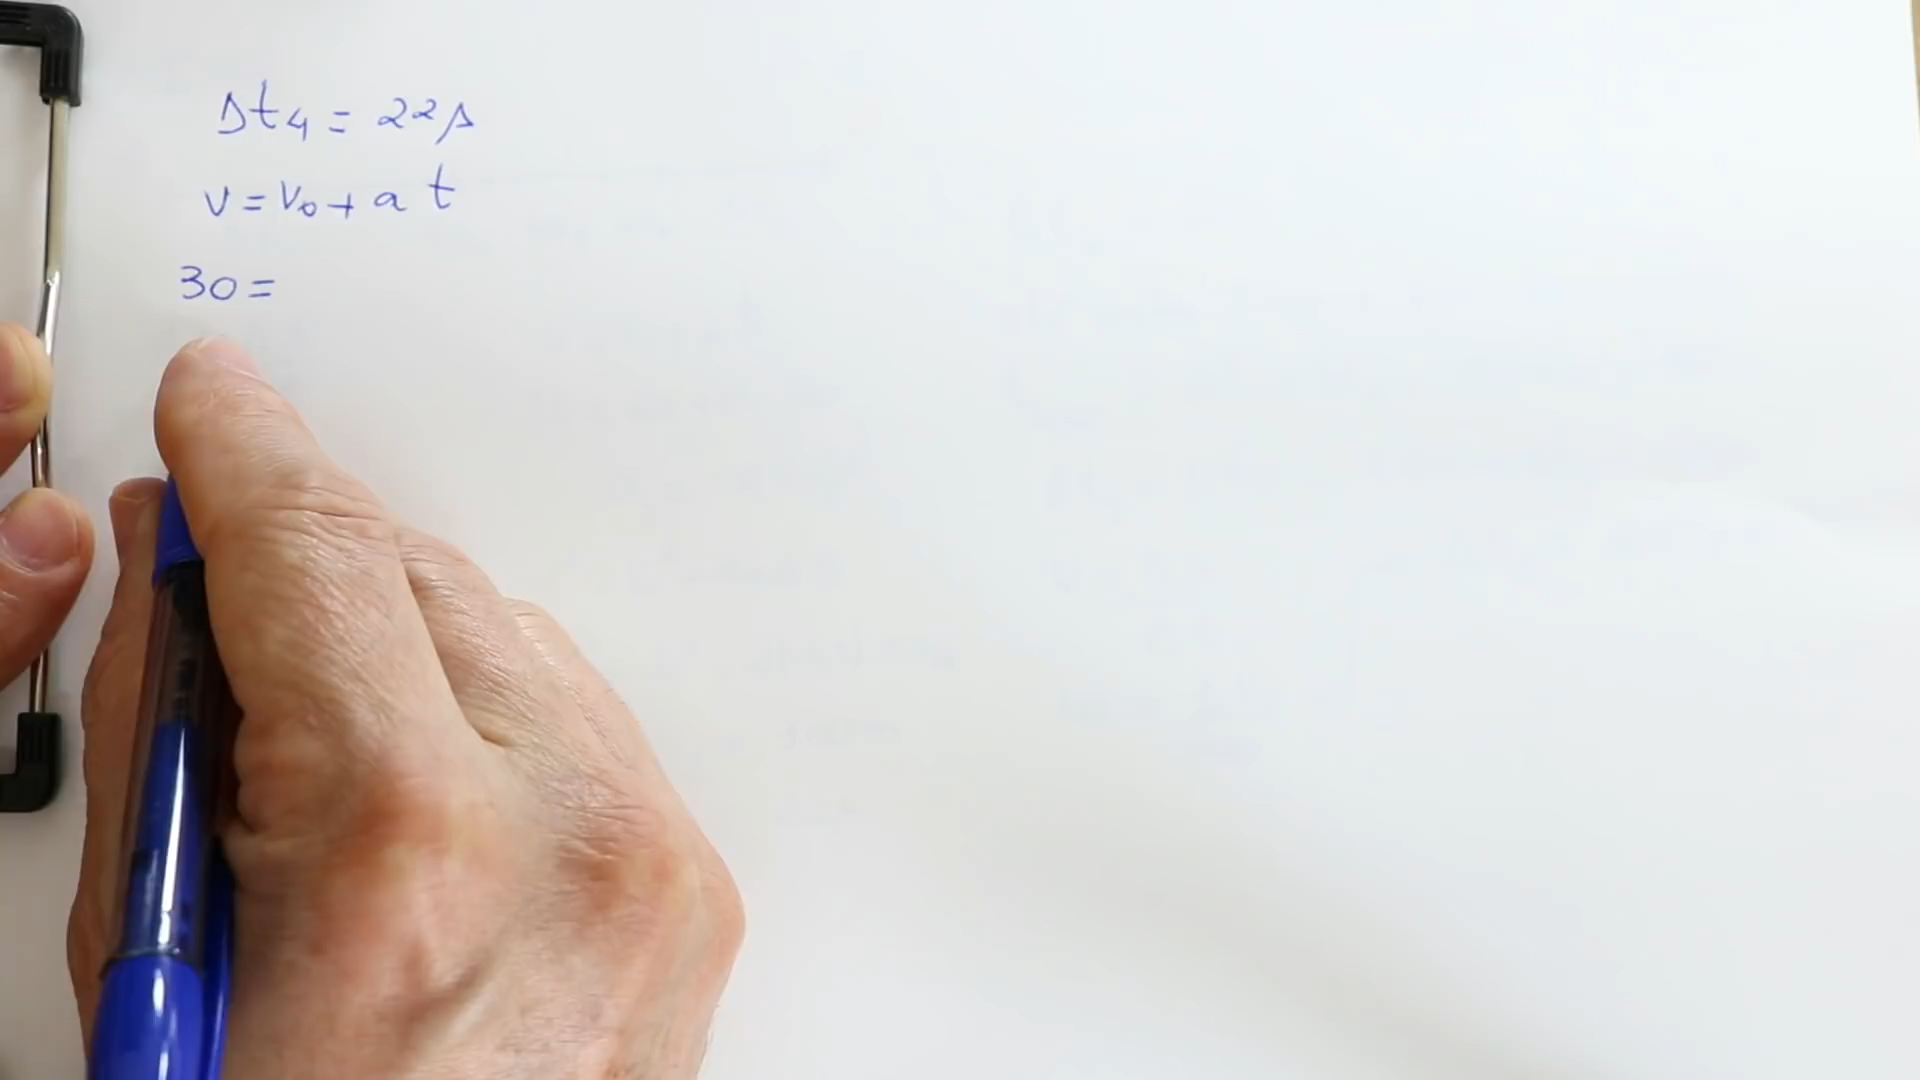 Δt₄ = 22s
v = v₀ + a t
30 =